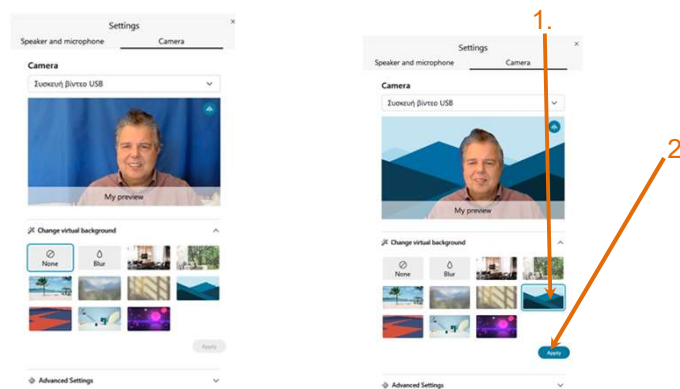 Settings
×
Speaker and microphone Camera
Camera
Συσκευή βίντεο USB
My preview
Change virtual background
None Blur
Apply
Advanced Settings
1.
Settings
×
Speaker and microphone Camera
Camera
Συσκευή βίντεο USB
My preview
Change virtual background
None Blur
Apply
Advanced Settings
2